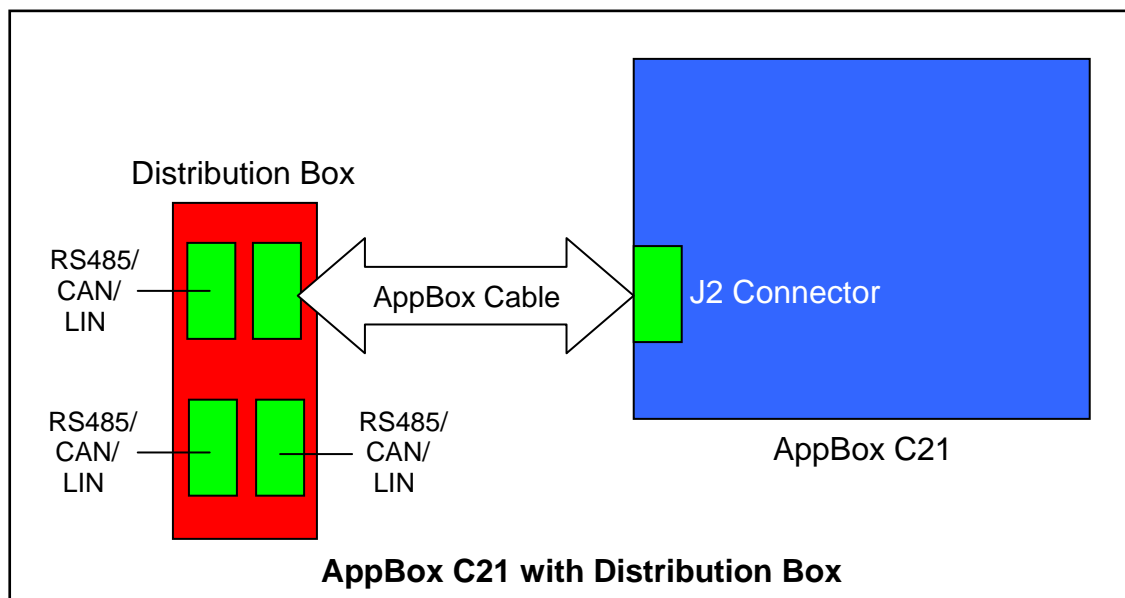 Distribution Box
RS485/
CAN/
LIN
AppBox Cable
J2 Connector
RS485/
CAN/
LIN
RS485/
CAN/
LIN
AppBox C21
AppBox C21 with Distribution Box